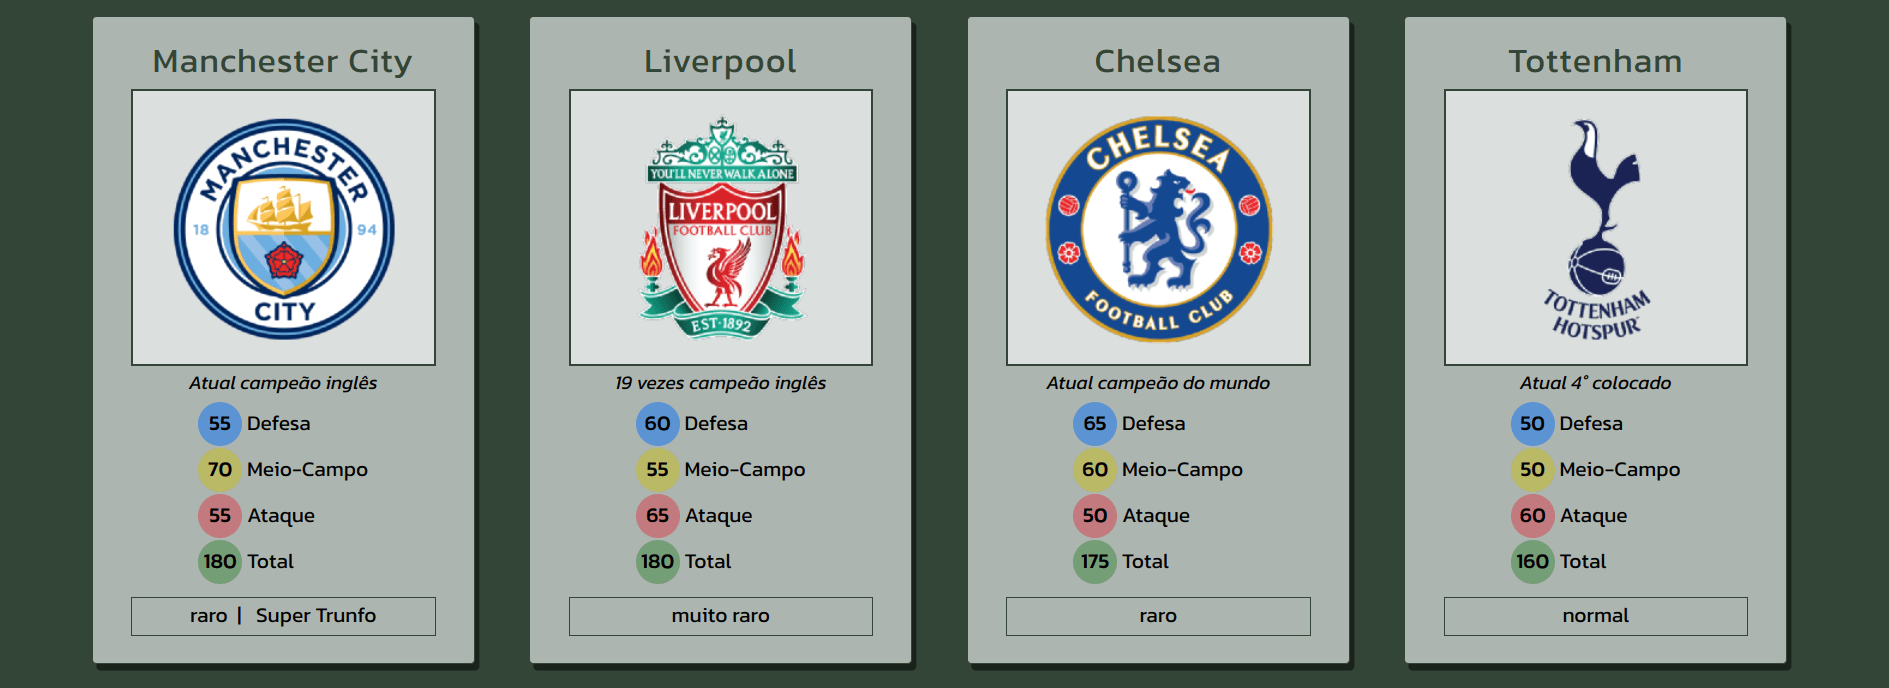 Manchester City
MANCHESTER
18 94
CITY
Atual campeão inglês
55 Defesa
70 Meio-Campo
55 Ataque
180 Total
raro | Super Trunfo
Liverpool
YOU'LL NEVER WALK ALONE
LIVERPOOL
FOOTBALL CLUB
EST·1892
19 vezes campeão inglês
60 Defesa
55 Meio-Campo
65 Ataque
180 Total
muito raro
Chelsea
CHELSEA
FOOTBALL CLUB
Atual campeão do mundo
65 Defesa
60 Meio-Campo
50 Ataque
175 Total
raro
Tottenham
TOTTENHAM
HOTSPUR
Atual 4° colocado
50 Defesa
50 Meio-Campo
60 Ataque
160 Total
normal